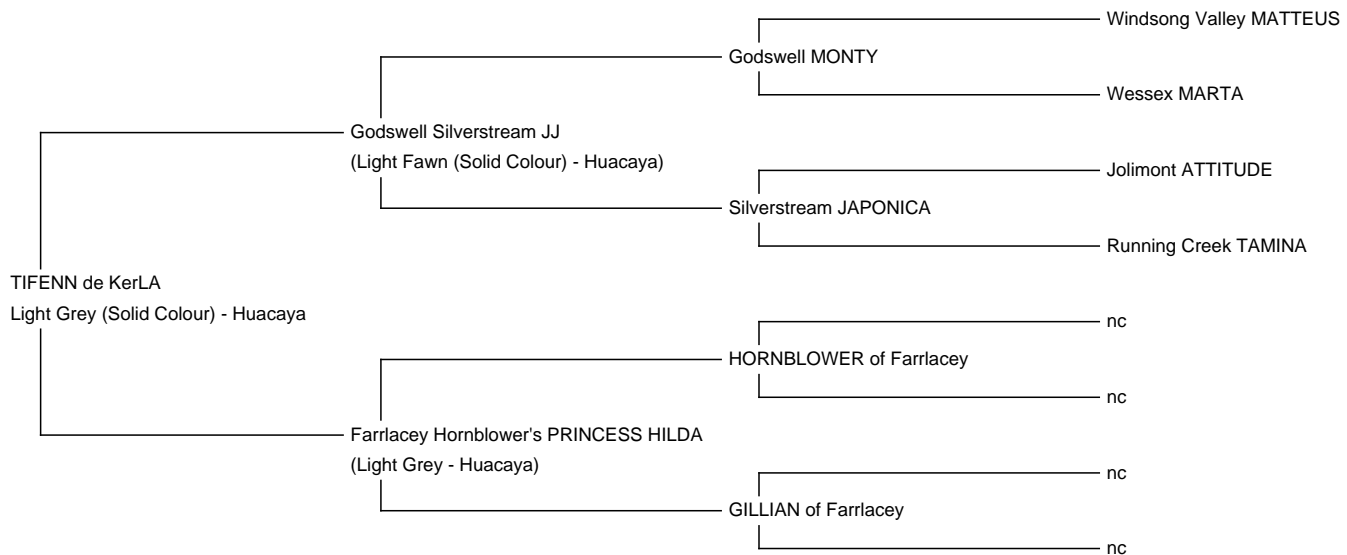 Windsong Valley MATTEUS
Godswell MONTY
Wessex MARTA
Godswell Silverstream JJ
(Light Fawn (Solid Colour) - Huacaya)
Jolimont ATTITUDE
Silverstream JAPONICA
Running Creek TAMINA
TIFENN de KerLA
Light Grey (Solid Colour) - Huacaya
nc
HORNBLOWER of Farrlacey
nc
Farrlacey Hornblower's PRINCESS HILDA
(Light Grey - Huacaya)
nc
GILLIAN of Farrlacey
nc